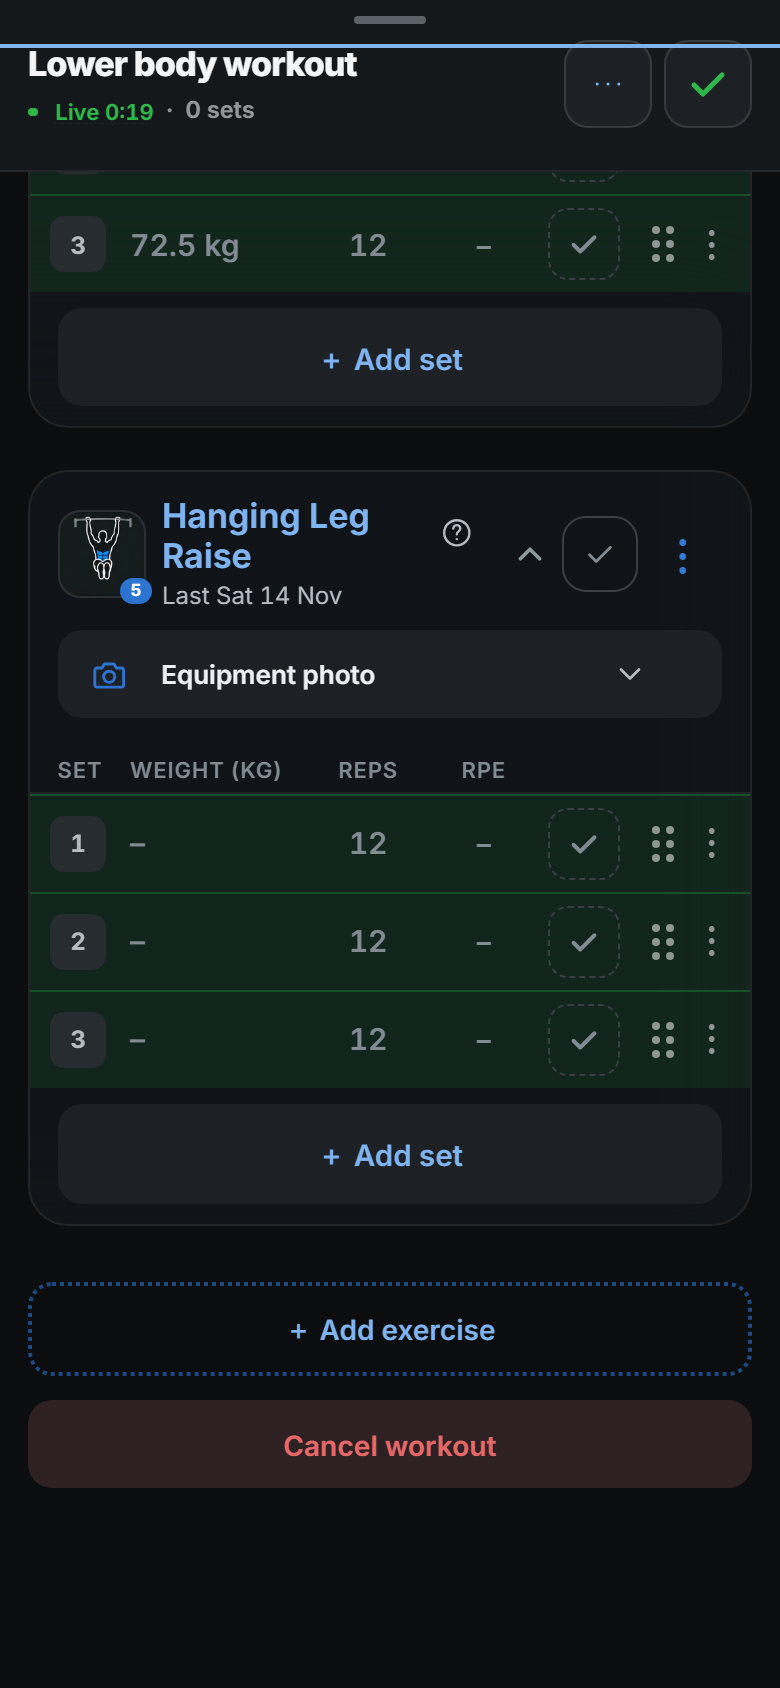 Lower body workout
Live 0:19 · 0 sets
3 72.5 kg 12 –
+ Add set
Hanging Leg
Raise
5
Last Sat 14 Nov
Equipment photo
SET WEIGHT (KG) REPS RPE
1 – 12 –
2 – 12 –
3 – 12 –
+ Add set
+ Add exercise
Cancel workout